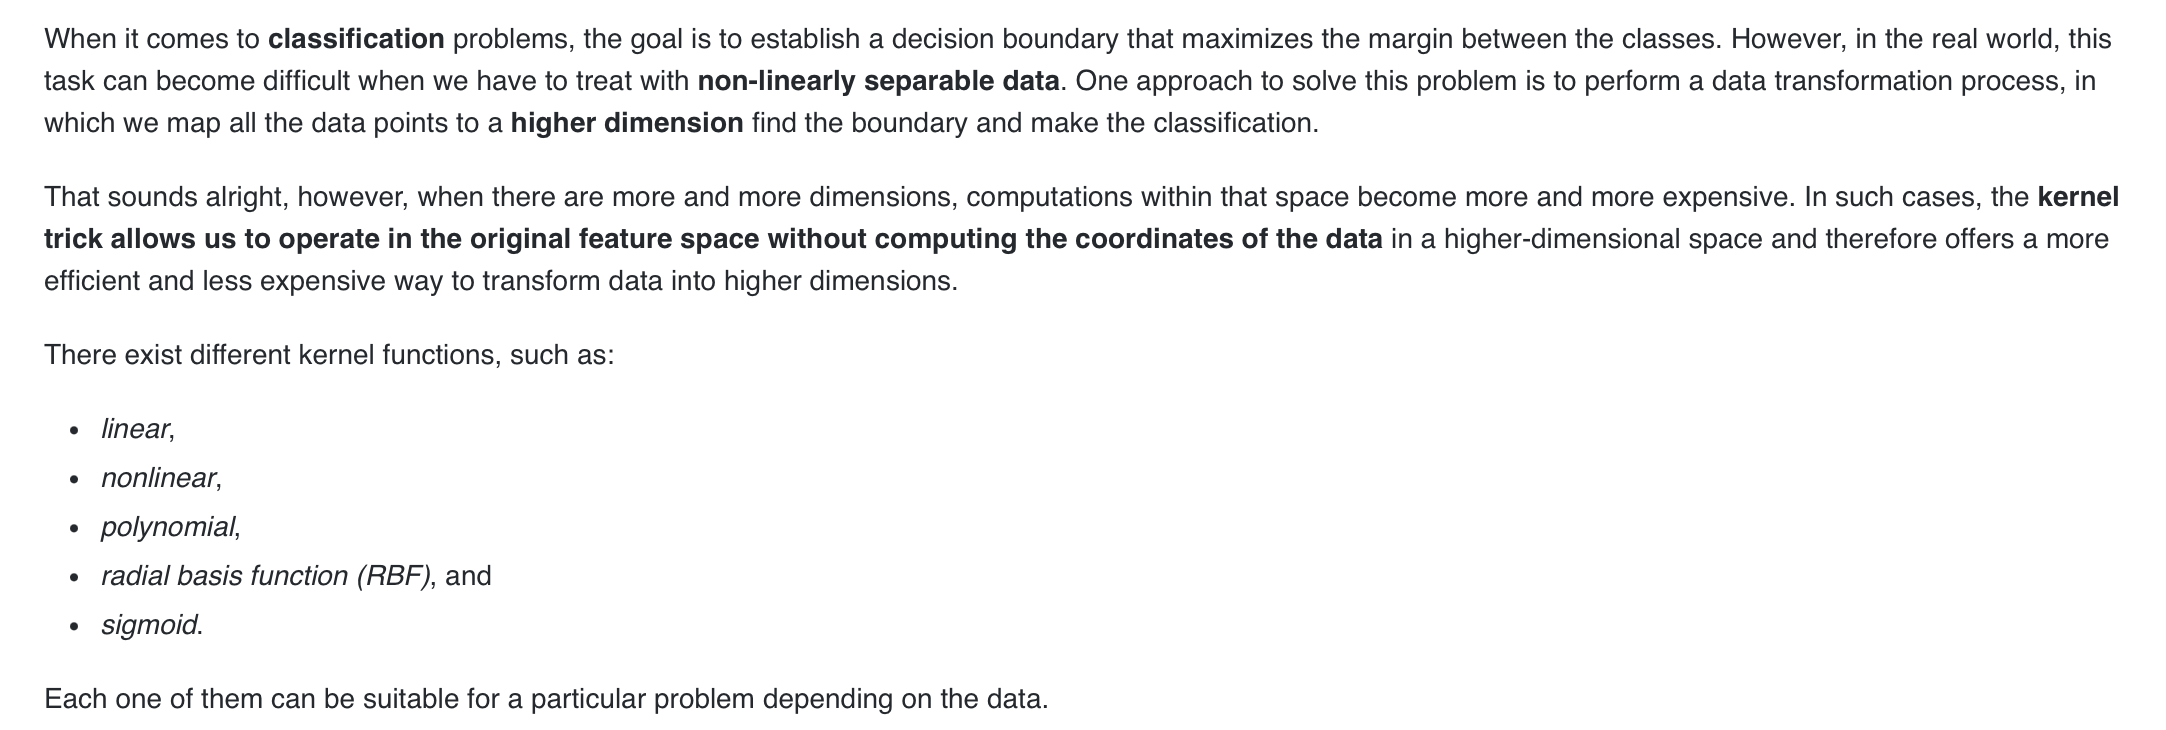 When it comes to classification problems, the goal is to establish a decision boundary that maximizes the margin between the classes. However, in the real world, this
task can become difficult when we have to treat with non-linearly separable data. One approach to solve this problem is to perform a data transformation process, in
which we map all the data points to a higher dimension find the boundary and make the classification.
That sounds alright, however, when there are more and more dimensions, computations within that space become more and more expensive. In such cases, the kernel
trick allows us to operate in the original feature space without computing the coordinates of the data in a higher-dimensional space and therefore offers a more
efficient and less expensive way to transform data into higher dimensions.
There exist different kernel functions, such as:
• linear,
• nonlinear,
• polynomial,
• radial basis function (RBF), and
• sigmoid.
Each one of them can be suitable for a particular problem depending on the data.